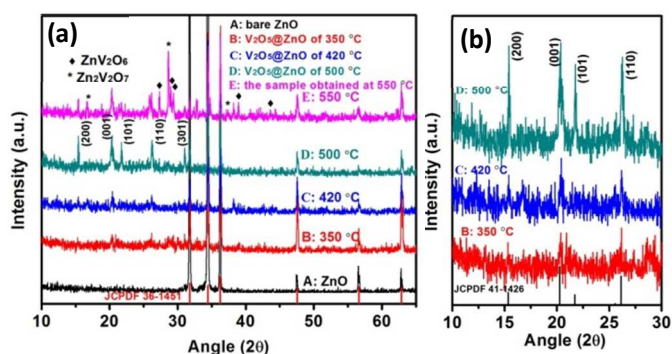 (a)
A: bare ZnO
B: V₂O₅@ZnO of 350 °C
C: V₂O₅@ZnO of 420 °C
D: V₂O₅@ZnO of 500 °C
E: the sample obtained at 550 °C
♦ ZnV₂O₆
* Zn₂V₂O₇
E: 550 °C
(200)
(001)
(101)
(110)
(301)
D: 500 °C
C: 420 °C
B: 350 °C
A: ZnO
JCPDF 36-1451
10 20 30 40 50 60
Angle (2θ)
Intensity (a.u.)
(b)
(200)
(001)
(101)
(110)
D: 500 °C
C: 420 °C
B: 350 °C
JCPDF 41-1426
10 15 20 25 30
Angle (2θ)
Intensity (a.u.)